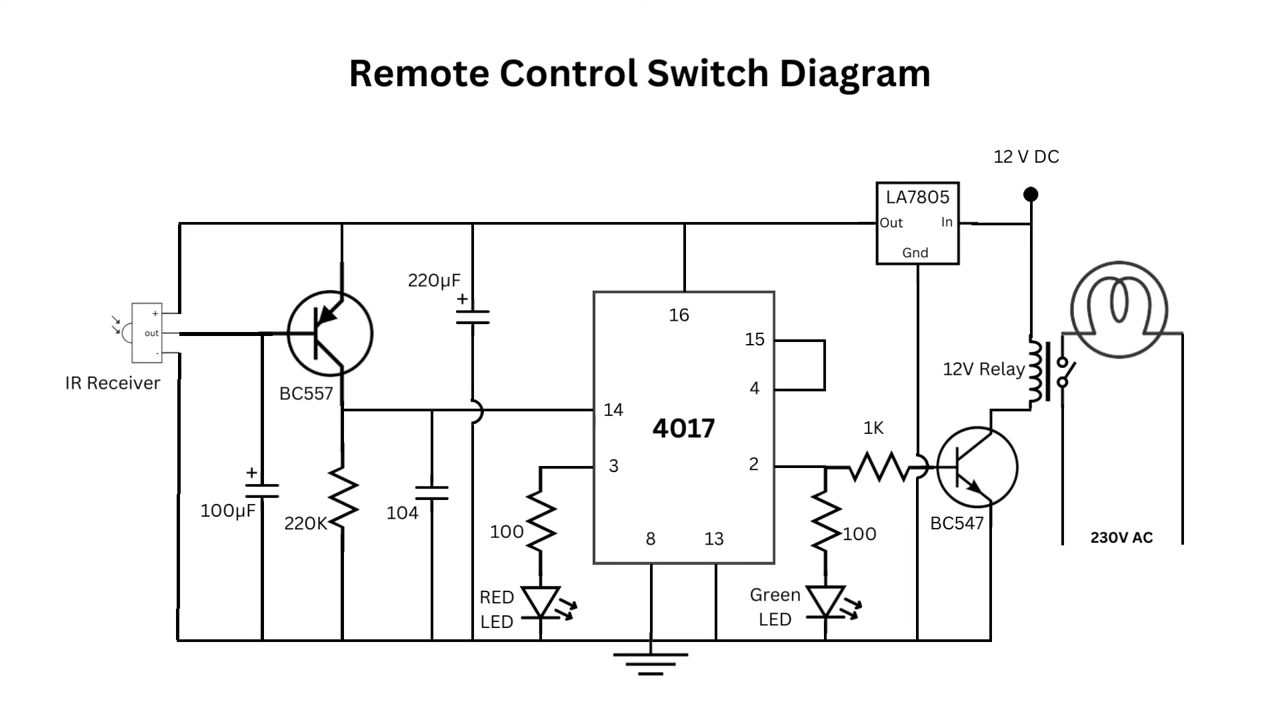 Remote Control Switch Diagram
12 V DC
LA7805
Out
In
Gnd
220µF
+
16
+
out
-
IR Receiver
BC557
15
4
12V Relay
14
4017
1K
3
2
+
100µF
220K
104
100
100
BC547
8
13
230V AC
RED
LED
Green
LED